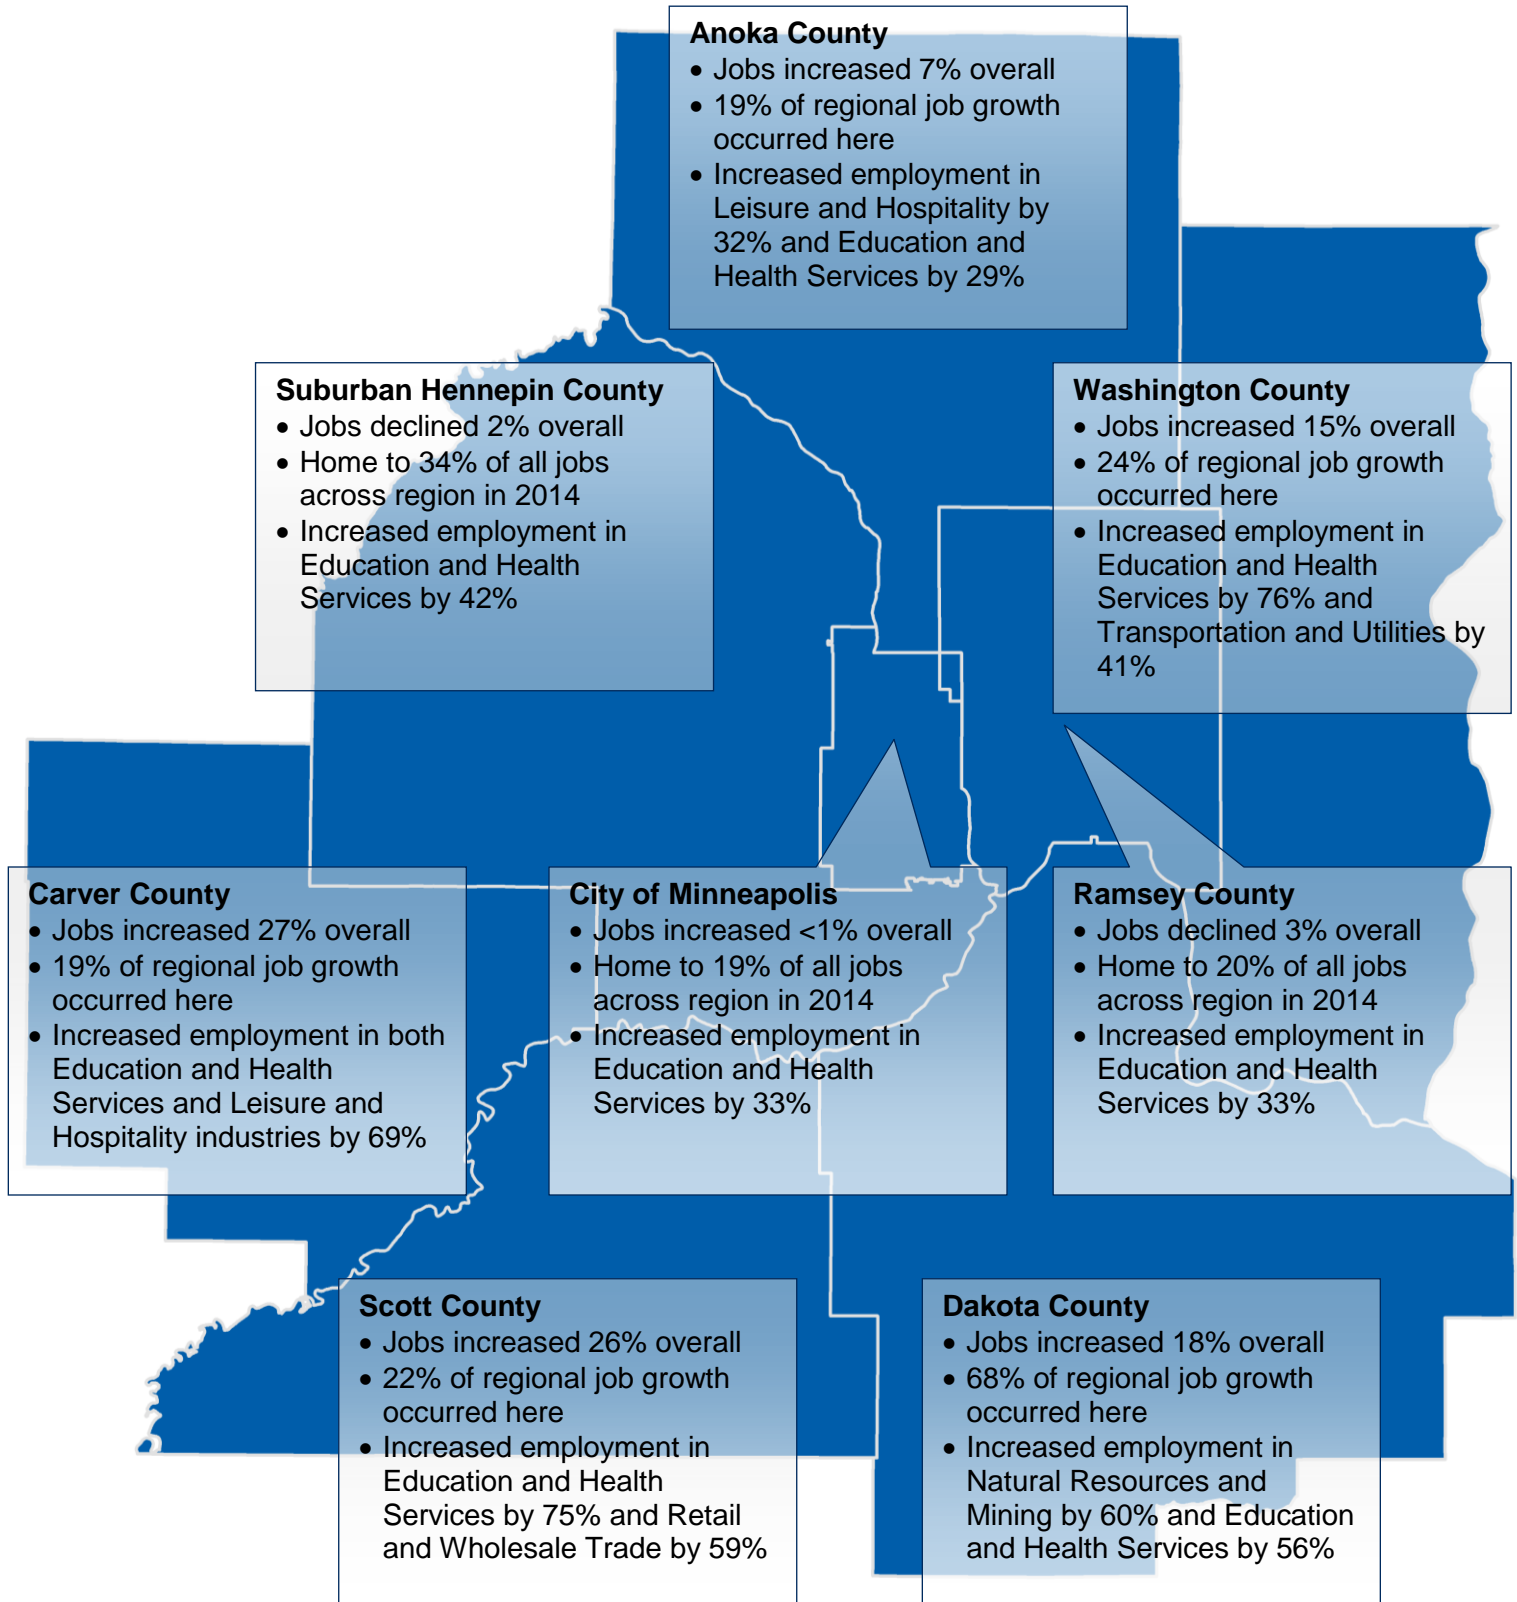 Anoka County
• Jobs increased 7% overall
• 19% of regional job growth
occurred here
• Increased employment in
Leisure and Hospitality by
32% and Education and
Health Services by 29%
Suburban Hennepin County
• Jobs declined 2% overall
• Home to 34% of all jobs
across region in 2014
• Increased employment in
Education and Health
Services by 42%
Washington County
• Jobs increased 15% overall
• 24% of regional job growth
occurred here
• Increased employment in
Education and Health
Services by 76% and
Transportation and Utilities by
41%
Carver County
• Jobs increased 27% overall
• 19% of regional job growth
occurred here
• Increased employment in both
Education and Health
Services and Leisure and
Hospitality industries by 69%
City of Minneapolis
• Jobs increased <1% overall
• Home to 19% of all jobs
across region in 2014
• Increased employment in
Education and Health
Services by 33%
Ramsey County
• Jobs declined 3% overall
• Home to 20% of all jobs
across region in 2014
• Increased employment in
Education and Health
Services by 33%
Scott County
• Jobs increased 26% overall
• 22% of regional job growth
occurred here
• Increased employment in
Education and Health
Services by 75% and Retail
and Wholesale Trade by 59%
Dakota County
• Jobs increased 18% overall
• 68% of regional job growth
occurred here
• Increased employment in
Natural Resources and
Mining by 60% and Education
and Health Services by 56%